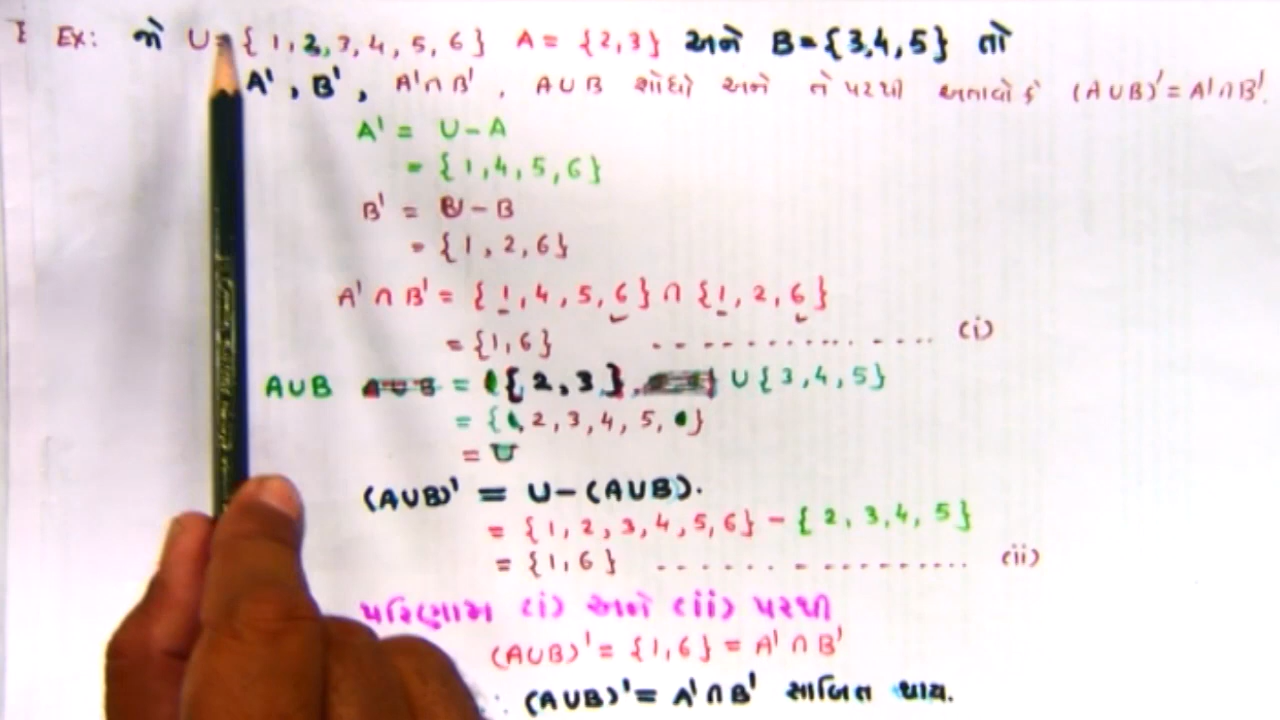 Ex: જો U = { 1, 2, 3, 4, 5, 6 } A = {2,3} અને B = {3,4,5} તો
A' , B' , A'∩B' , A∪B શોધો અને તે પરથી બતાવો કે (A∪B)' = A'∩B'.
A' = U - A
= { 1, 4, 5, 6 }
B' = U - B
= { 1, 2, 6 }
A' ∩ B' = { 1, 4, 5, 6 } ∩ { 1, 2, 6 }
= {1, 6} .............. (i)
A∪B = { 2, 3 } ∪ { 3, 4, 5 }
= { 2, 3, 4, 5, }
= U
(A∪B)' = U - (A∪B).
= { 1, 2, 3, 4, 5, 6 } - { 2, 3, 4, 5 }
= { 1, 6 } ................ (ii)
પરિણામ (i) અને (ii) પરથી
(A∪B)' = {1, 6} = A' ∩ B'
∴ (A∪B)' = A'∩B' સાબિત થાય.